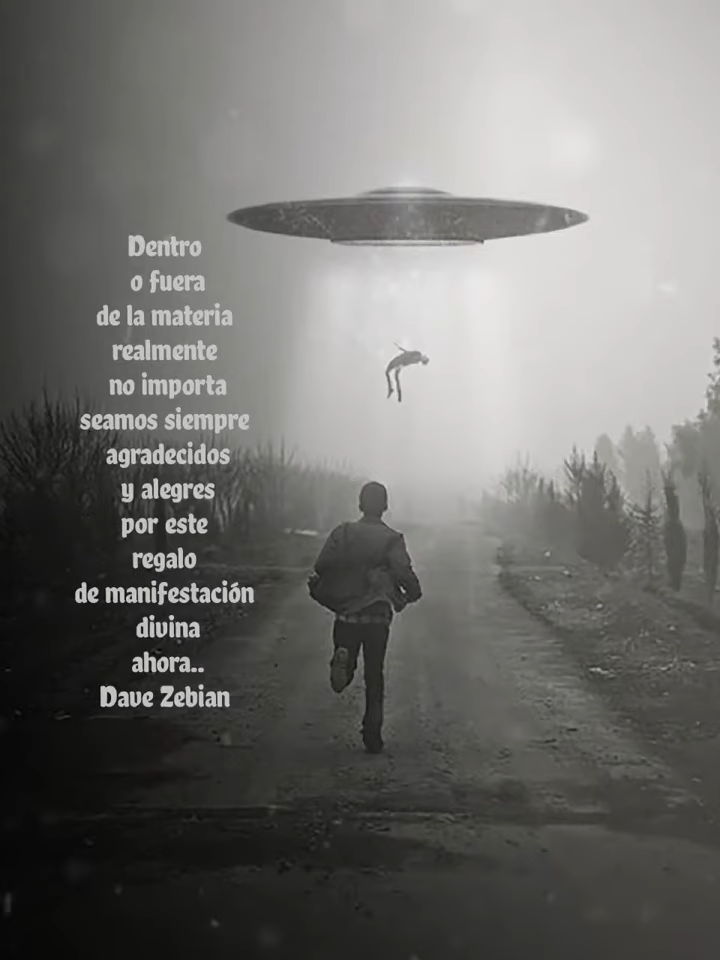 Dentro
o fuera
de la materia
realmente
no importa
seamos siempre
agradecidos
y alegres
por este
regalo
de manifestación
divina
ahora..
Dave Zebian